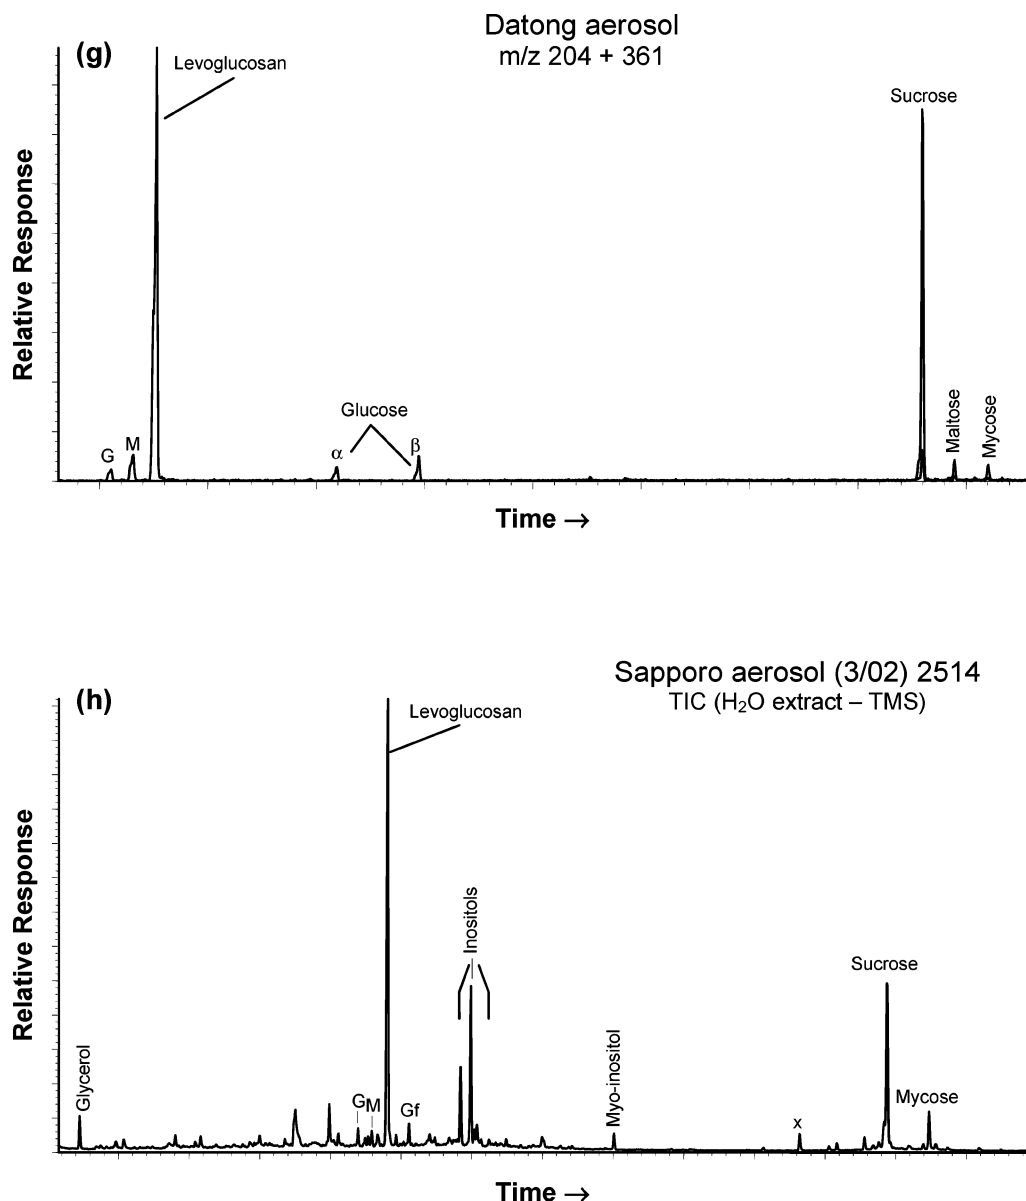 (g)
Datong aerosol
m/z 204 + 361
Levoglucosan
Sucrose
Relative Response
Glucose
G
M
α
β
Maltose
Mycose
Time →
(h)
Sapporo aerosol (3/02) 2514
TIC (H₂O extract – TMS)
Levoglucosan
Relative Response
Inositols
Sucrose
Glycerol
G
M
Gf
Myo-inositol
x
Mycose
Time →